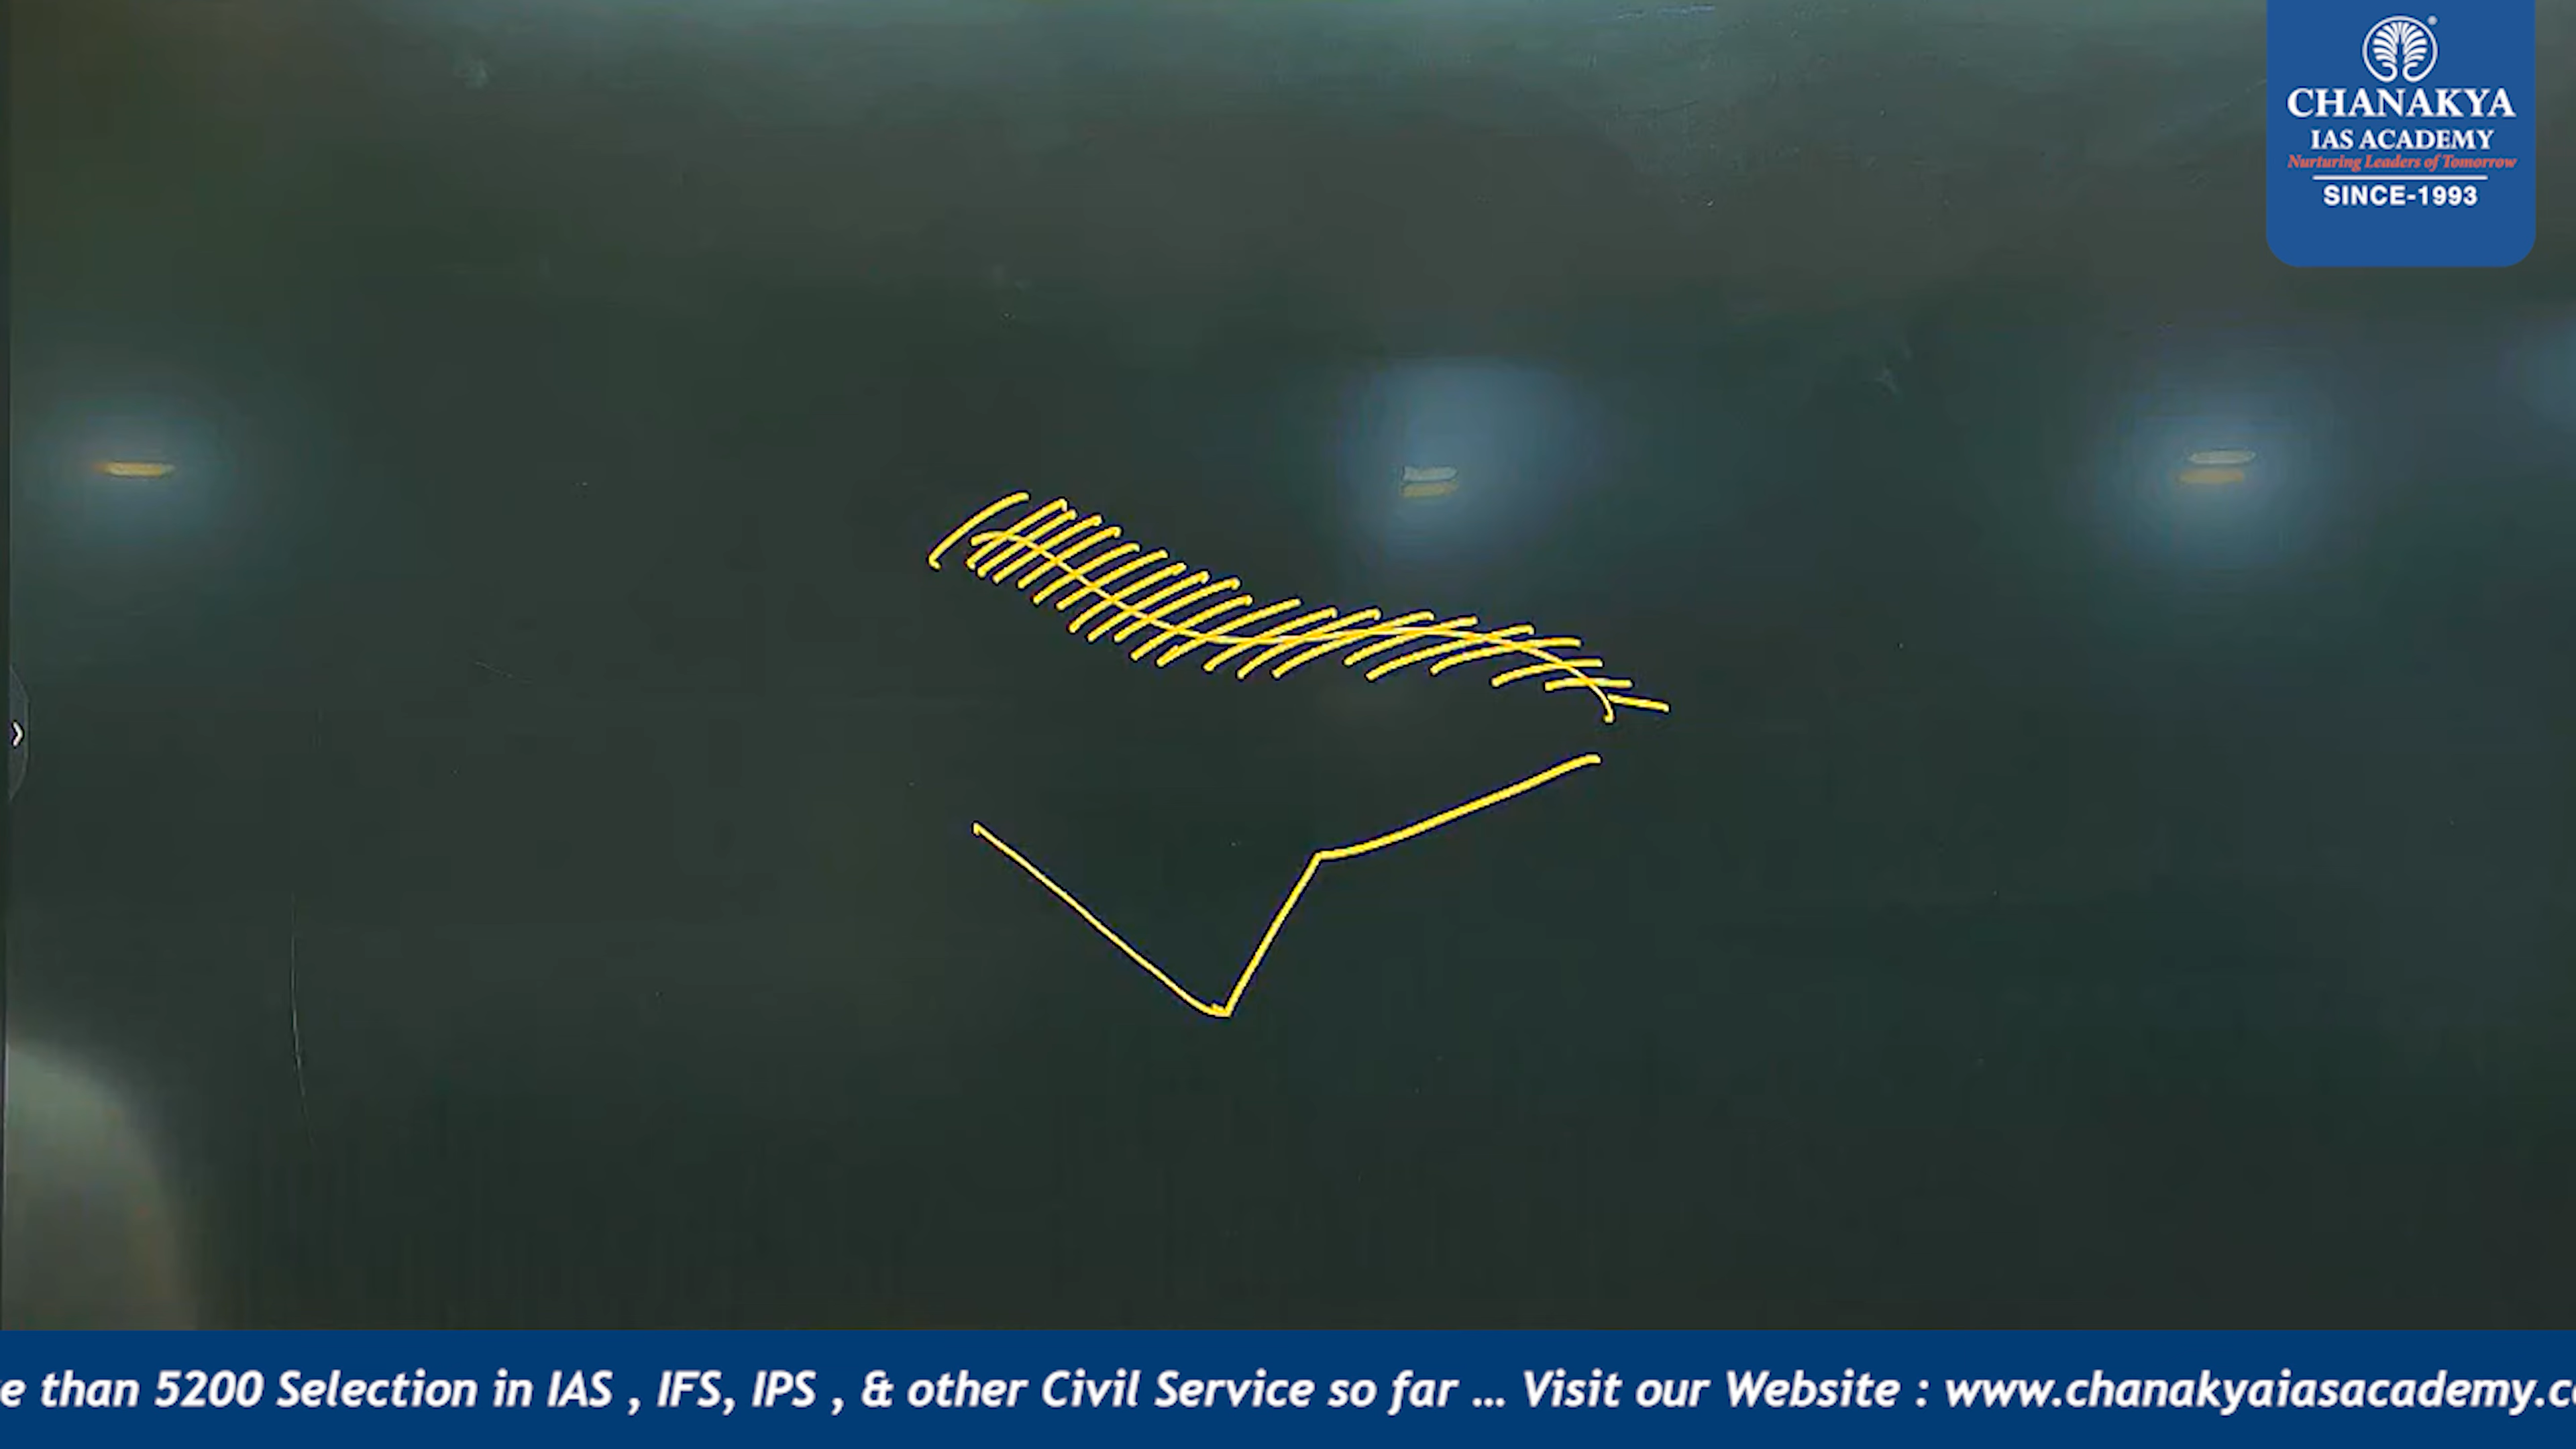 CHANAKYA
IAS ACADEMY
Nurturing Leaders of Tomorrow
SINCE-1993
than 5200 Selection in IAS , IFS, IPS , & other Civil Service so far ... Visit our Website : www.chanakyaiasacademy.c